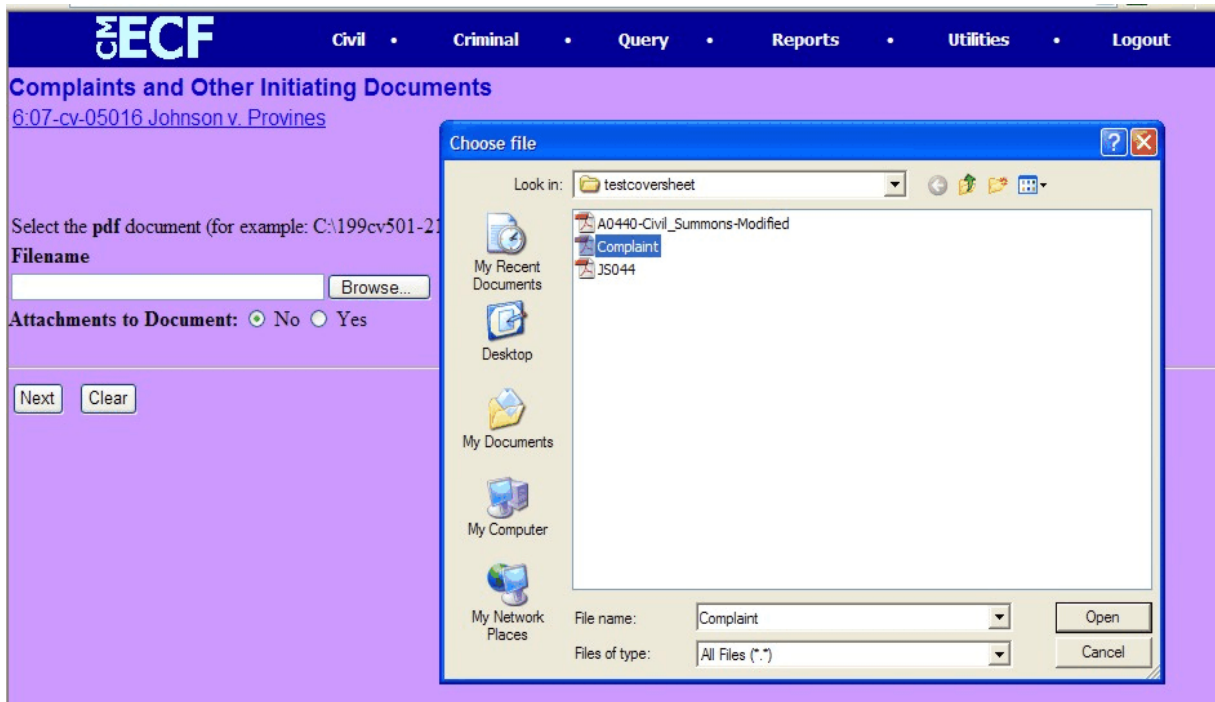 CM ECF Civil • Criminal • Query • Reports • Utilities • Logout
Complaints and Other Initiating Documents
6:07-cv-05016 Johnson v. Provines
Select the pdf document (for example: C:\199cv501-21
Filename
Browse...
Attachments to Document: No Yes
Next Clear
Choose file
Look in: testcoversheet
My Recent
Documents
Desktop
My Documents
My Computer
My Network
Places
A0440-Civil_Summons-Modified
Complaint
JS044
File name: Complaint Open
Files of type: All Files (*.*) Cancel